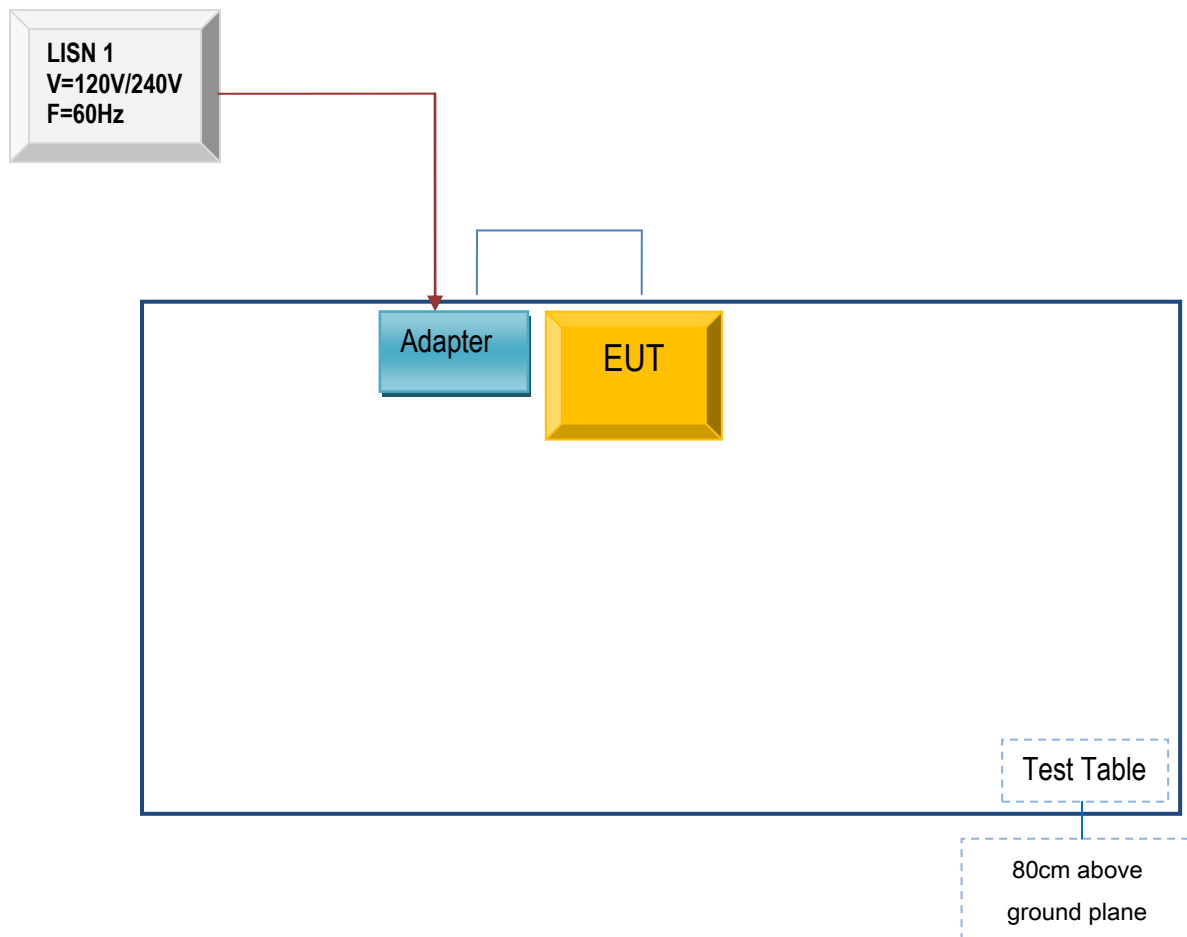 LISN 1
V=120V/240V
F=60Hz
Adapter
EUT
Test Table
80cm above
ground plane